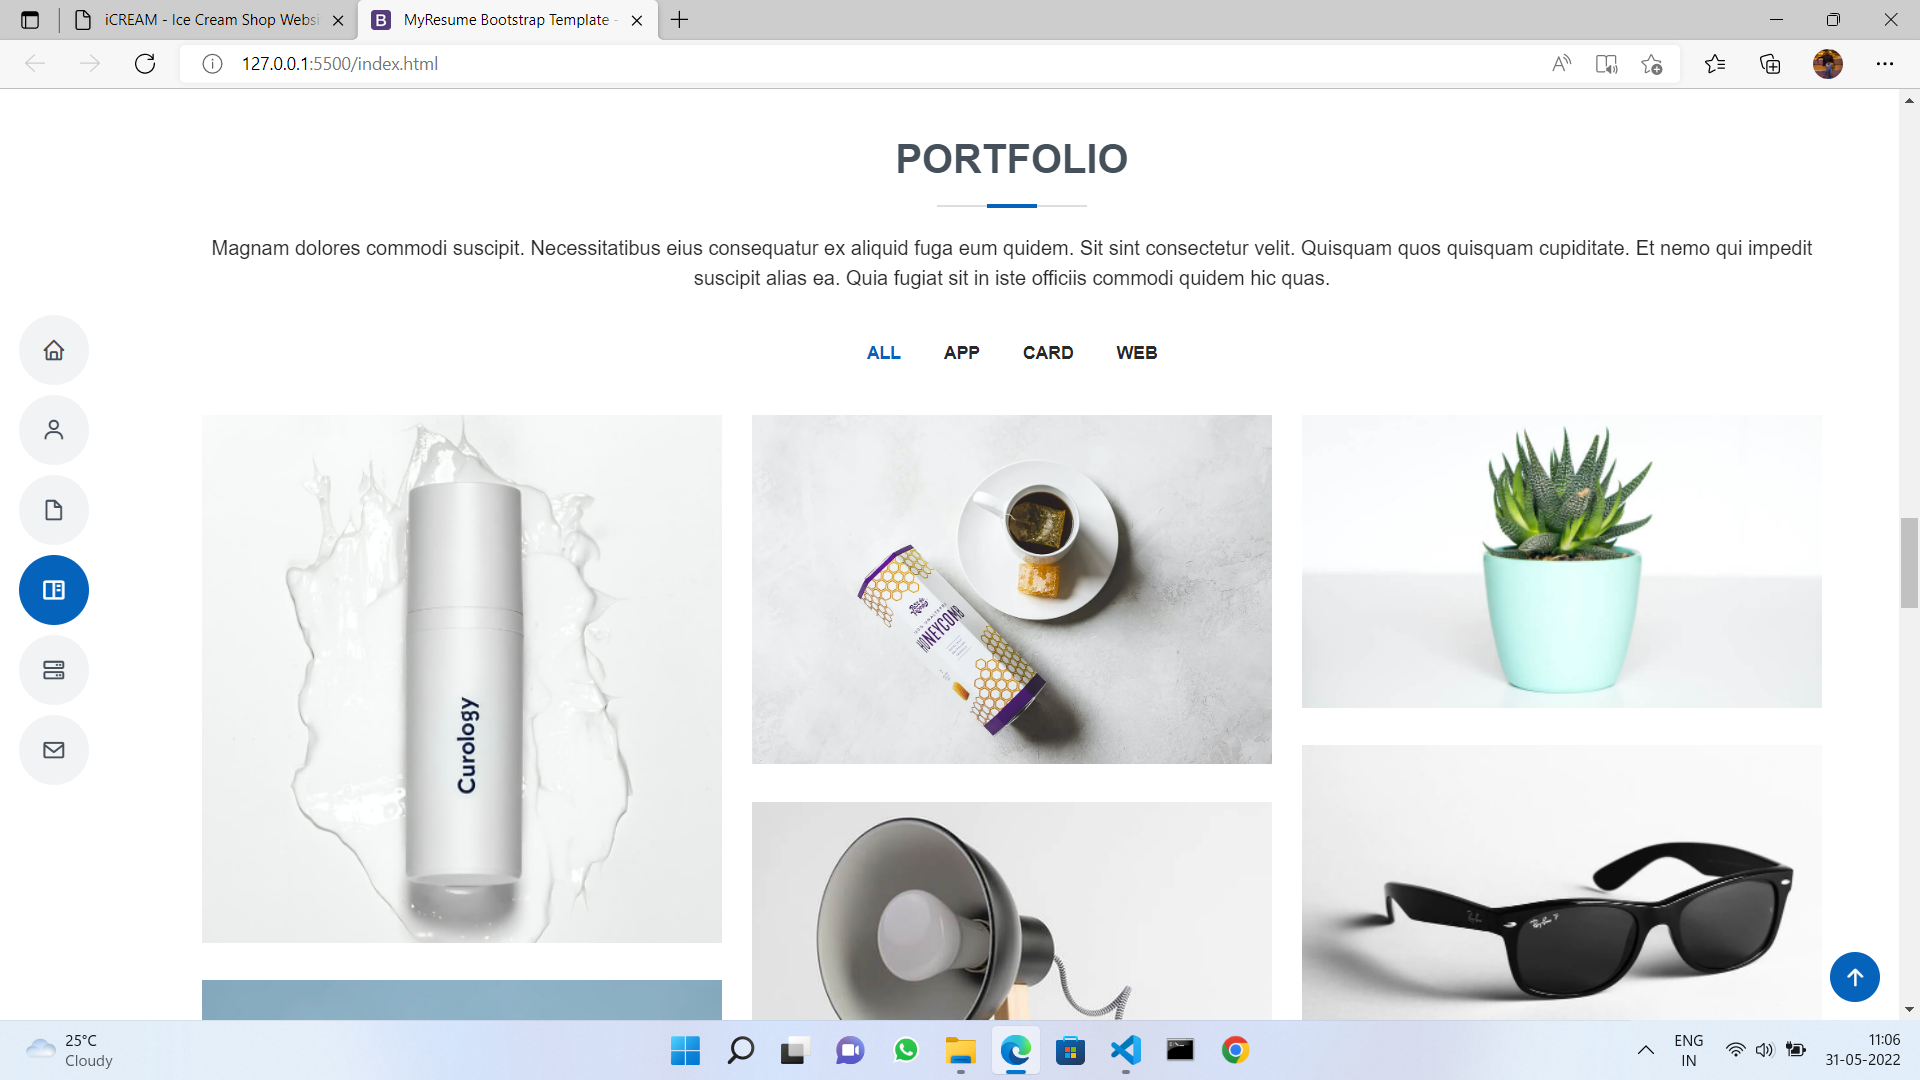 iCREAM - Ice Cream Shop Websi
MyResume Bootstrap Template -
127.0.0.1:5500/index.html
PORTFOLIO
Magnam dolores commodi suscipit. Necessitatibus eius consequatur ex aliquid fuga eum quidem. Sit sint consectetur velit. Quisquam quos quisquam cupiditate. Et nemo qui impedit
suscipit alias ea. Quia fugiat sit in iste officiis commodi quidem hic quas.
ALL APP CARD WEB
Curology
HONEYCOMB
Ray-Ban
25°C
Cloudy
ENG
IN
11:06
31-05-2022